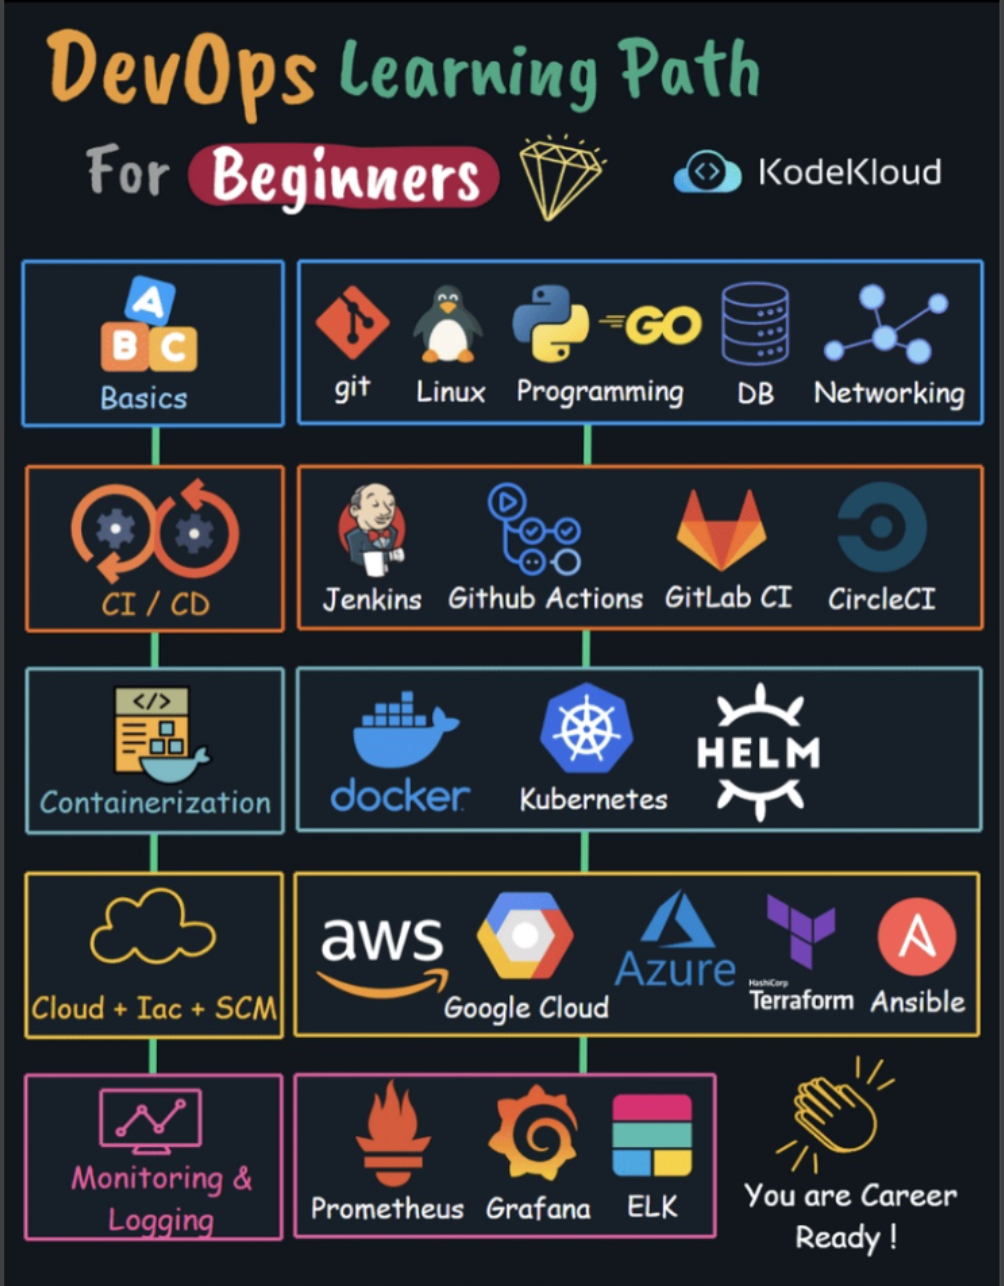 DevOps Learning Path
For Beginners
KodeKloud
A
B C
Basics
git Linux Programming GO DB Networking
CI / CD
Jenkins Github Actions GitLab CI CircleCI
</>
Containerization
docker Kubernetes HELM
Cloud + Iac + SCM
aws Google Cloud Azure HashiCorp Terraform Ansible
Monitoring &
Logging
Prometheus Grafana ELK
You are Career
Ready !